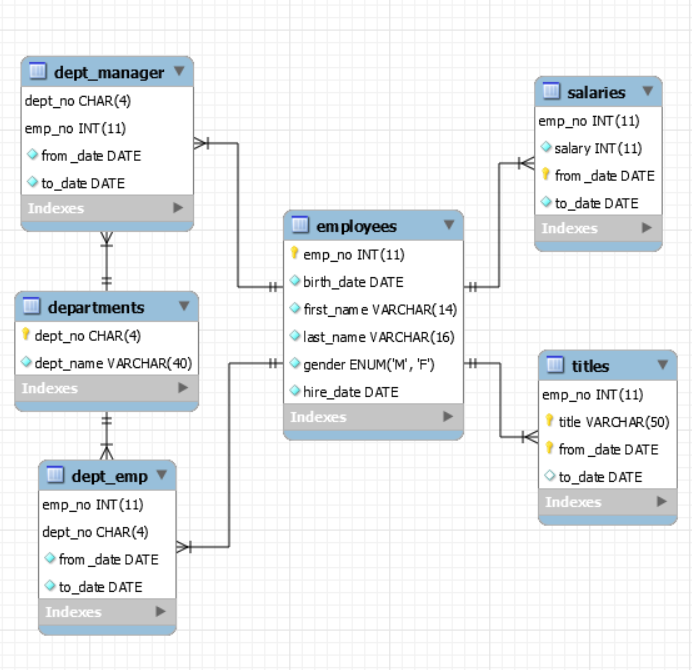 dept_manager
dept_no CHAR(4)
emp_no INT(11)
from_date DATE
to_date DATE
Indexes
departments
dept_no CHAR(4)
dept_name VARCHAR(40)
Indexes
dept_emp
emp_no INT(11)
dept_no CHAR(4)
from_date DATE
to_date DATE
Indexes
employees
emp_no INT(11)
birth_date DATE
first_name VARCHAR(14)
last_name VARCHAR(16)
gender ENUM('M', 'F')
hire_date DATE
Indexes
salaries
emp_no INT(11)
salary INT(11)
from_date DATE
to_date DATE
Indexes
titles
emp_no INT(11)
title VARCHAR(50)
from_date DATE
to_date DATE
Indexes